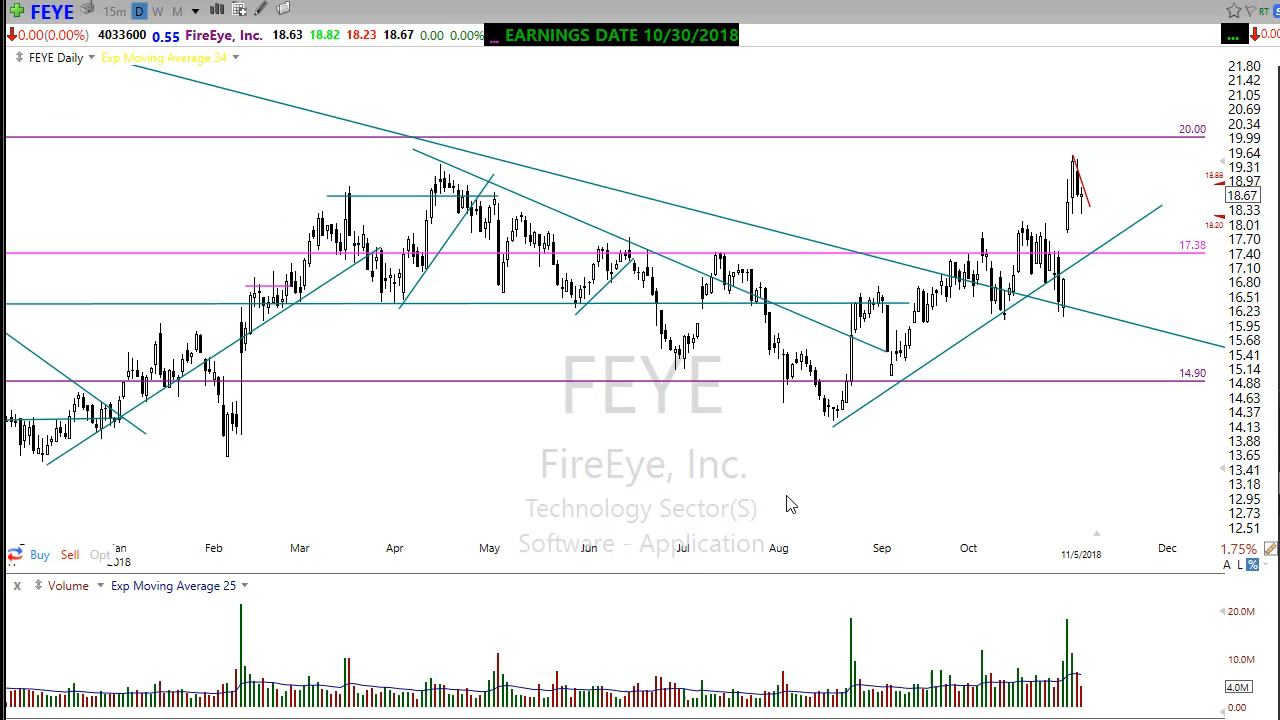 FEYE 15m D W M RT
0.00(0.00%) 4033600 0.55 FireEye, Inc. 18.63 18.82 18.23 18.67 0.00 0.00% ... EARNINGS DATE 10/30/2018 ...
FEYE Daily Exp Moving Average 34
21.80
21.42
21.05
20.69
20.34
20.00
19.99
19.64
19.31
18.88
18.97
18.67
18.33
18.20
18.01
17.70
17.38
17.40
17.10
16.80
16.51
16.23
15.95
15.68
15.41
14.90
15.14
14.88
14.63
14.37
14.13
13.88
13.65
13.41
13.18
12.95
12.73
12.51
FEYE
FireEye, Inc.
Technology Sector(S)
Software - Application
Feb Mar Apr May Jun Jul Aug Sep Oct 11/5/2018 Dec
2018
Buy Sell Opt
1.75%
A L %
X Volume Exp Moving Average 25
20.0M
10.0M
4.0M
0.00